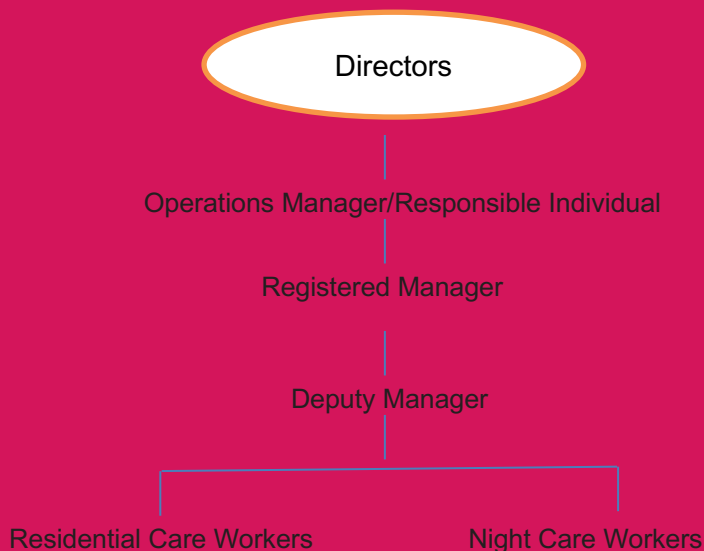 Directors
Operations Manager/Responsible Individual
Registered Manager
Deputy Manager
Residential Care Workers
Night Care Workers